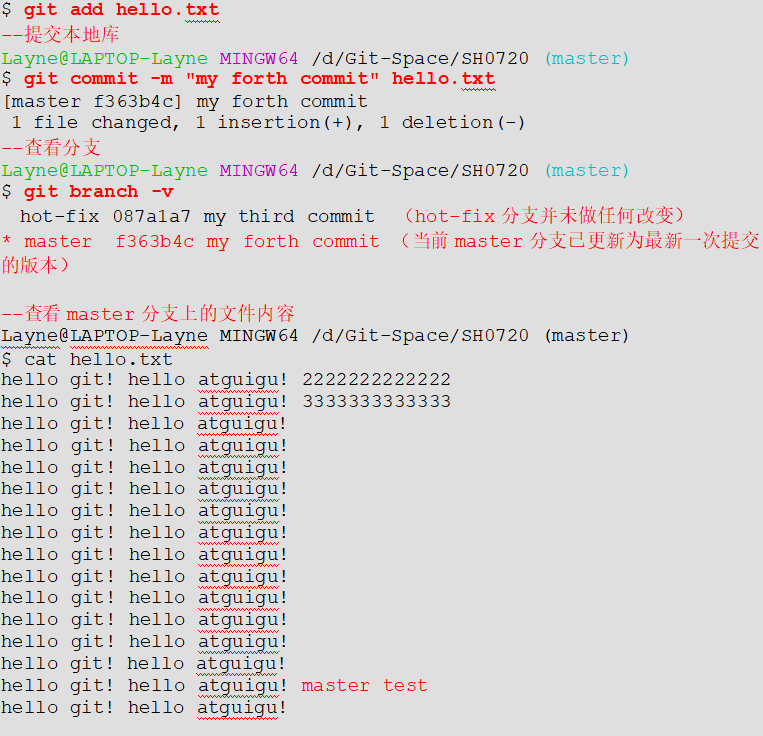 $ git add hello.txt
--提交本地库
Layne@LAPTOP-Layne MINGW64 /d/Git-Space/SH0720 (master)
$ git commit -m "my forth commit" hello.txt
[master f363b4c] my forth commit
 1 file changed, 1 insertion(+), 1 deletion(-)
--查看分支
Layne@LAPTOP-Layne MINGW64 /d/Git-Space/SH0720 (master)
$ git branch -v
  hot-fix 087a1a7 my third commit （hot-fix 分支并未做任何改变）
* master  f363b4c my forth commit （当前 master 分支已更新为最新一次提交
的版本）
--查看 master 分支上的文件内容
Layne@LAPTOP-Layne MINGW64 /d/Git-Space/SH0720 (master)
$ cat hello.txt
hello git! hello atguigu! 2222222222222
hello git! hello atguigu! 3333333333333
hello git! hello atguigu!
hello git! hello atguigu!
hello git! hello atguigu!
hello git! hello atguigu!
hello git! hello atguigu!
hello git! hello atguigu!
hello git! hello atguigu!
hello git! hello atguigu!
hello git! hello atguigu!
hello git! hello atguigu!
hello git! hello atguigu!
hello git! hello atguigu!
hello git! hello atguigu! master test
hello git! hello atguigu!